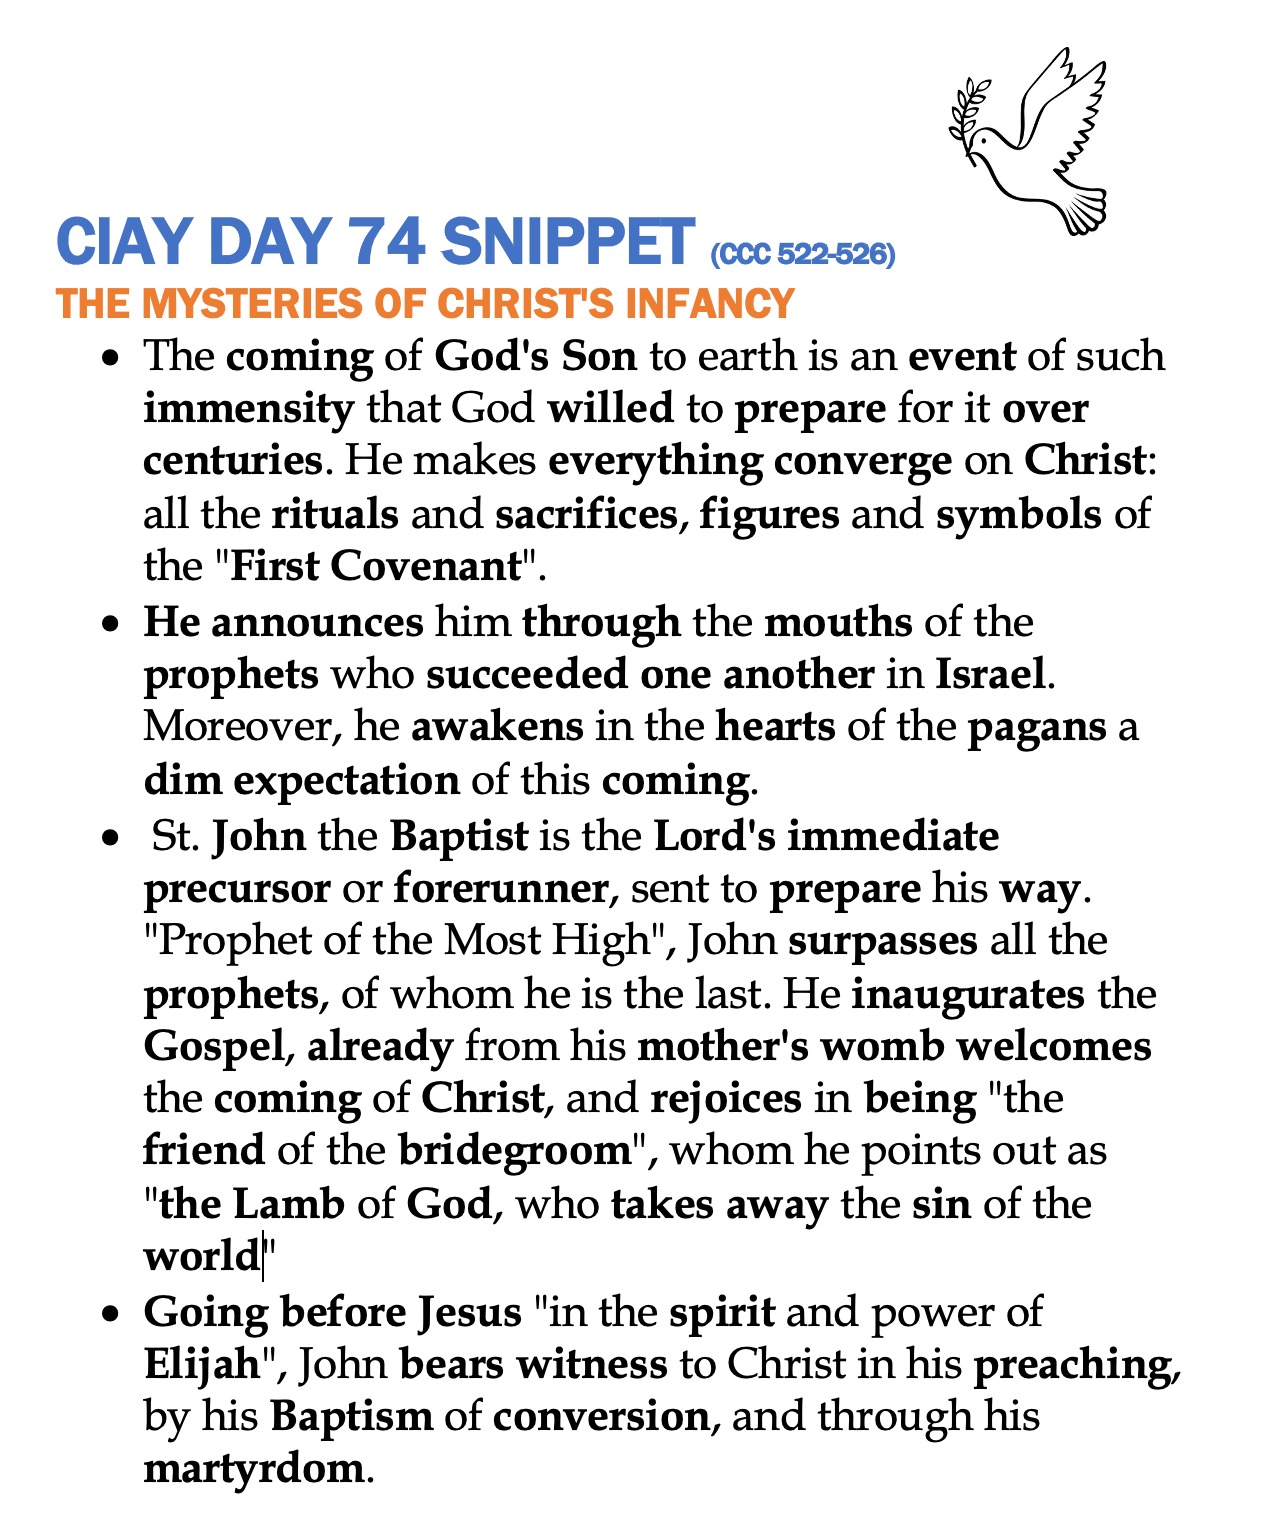 CIAY DAY 74 SNIPPET (CCC 522-526)
THE MYSTERIES OF CHRIST'S INFANCY
• The coming of God's Son to earth is an event of such
immensity that God willed to prepare for it over
centuries. He makes everything converge on Christ:
all the rituals and sacrifices, figures and symbols of
the "First Covenant".
• He announces him through the mouths of the
prophets who succeeded one another in Israel.
Moreover, he awakens in the hearts of the pagans a
dim expectation of this coming.
• St. John the Baptist is the Lord's immediate
precursor or forerunner, sent to prepare his way.
"Prophet of the Most High", John surpasses all the
prophets, of whom he is the last. He inaugurates the
Gospel, already from his mother's womb welcomes
the coming of Christ, and rejoices in being "the
friend of the bridegroom", whom he points out as
"the Lamb of God, who takes away the sin of the
world"
• Going before Jesus "in the spirit and power of
Elijah", John bears witness to Christ in his preaching,
by his Baptism of conversion, and through his
martyrdom.